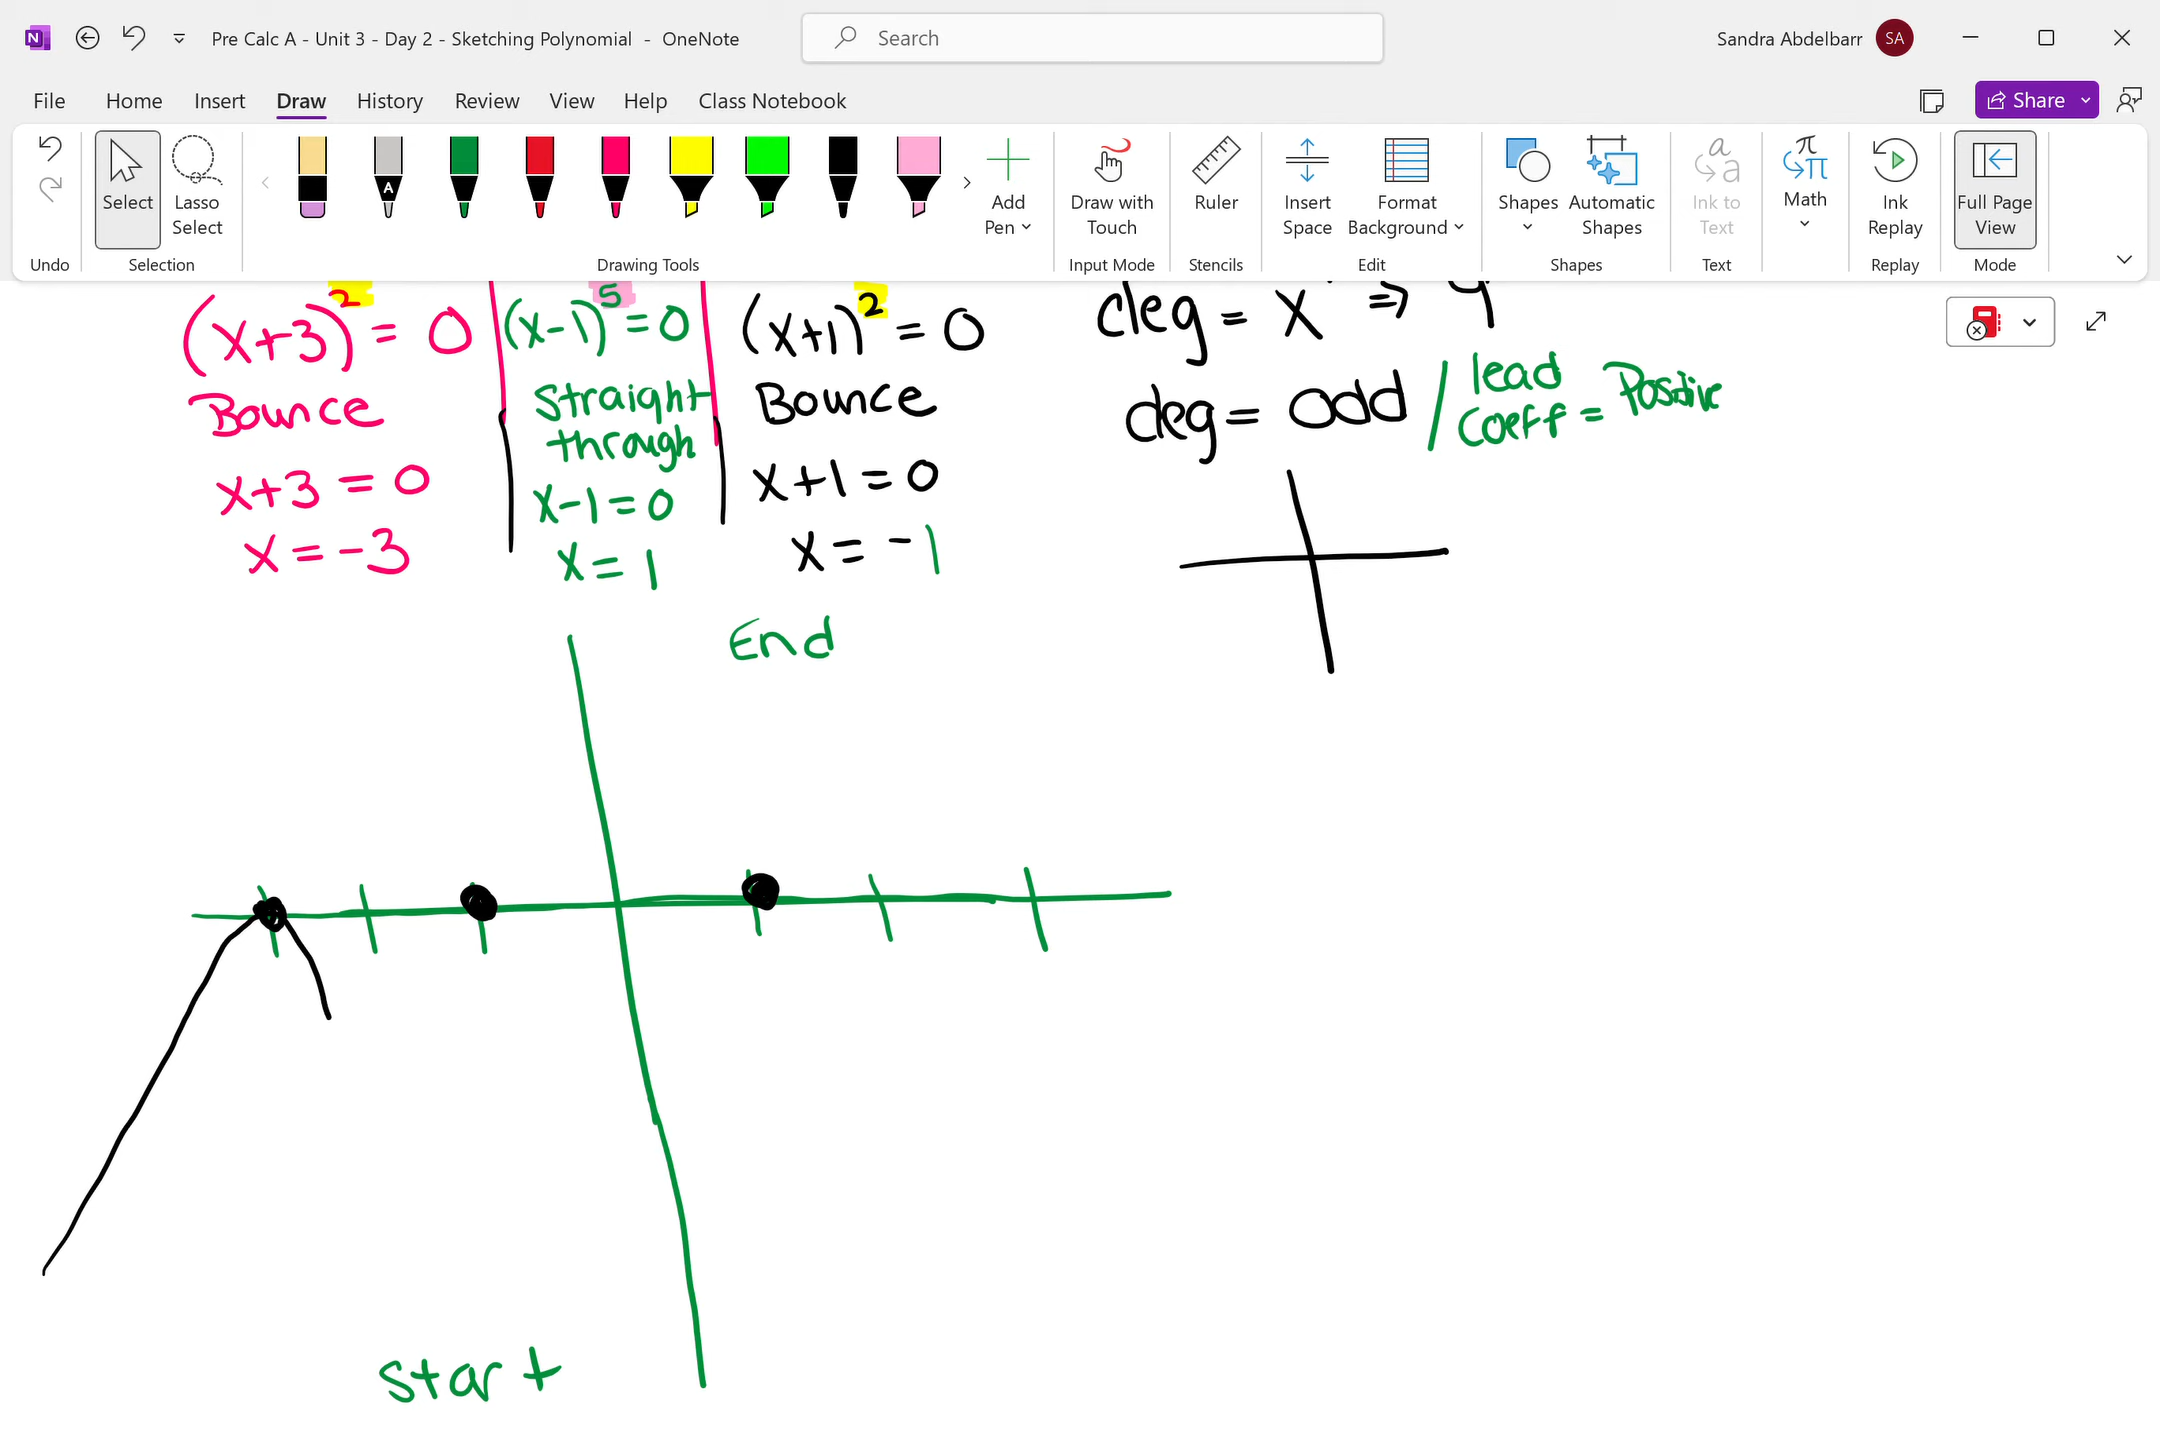 Pre Calc A - Unit 3 - Day 2 - Sketching Polynomial - OneNote
Search
Sandra Abdelbarr SA
File Home Insert Draw History Review View Help Class Notebook
Share
Select
Lasso Select
A
Add Pen
Draw with Touch
Ruler
Insert Space
Format Background
Shapes
Automatic Shapes
Ink to Text
Math
Ink Replay
Full Page View
Undo Selection Drawing Tools Input Mode Stencils Edit Shapes Text Replay Mode
(x+3)² = 0
Bounce
x+3 = 0
x = -3
(x-1)⁵ = 0
Straight
through
x-1 = 0
x = 1
(x+1)² = 0
Bounce
x+1 = 0
x = -1
deg = x ⇒ 9
deg = odd / lead coeff = Positive
End
Start